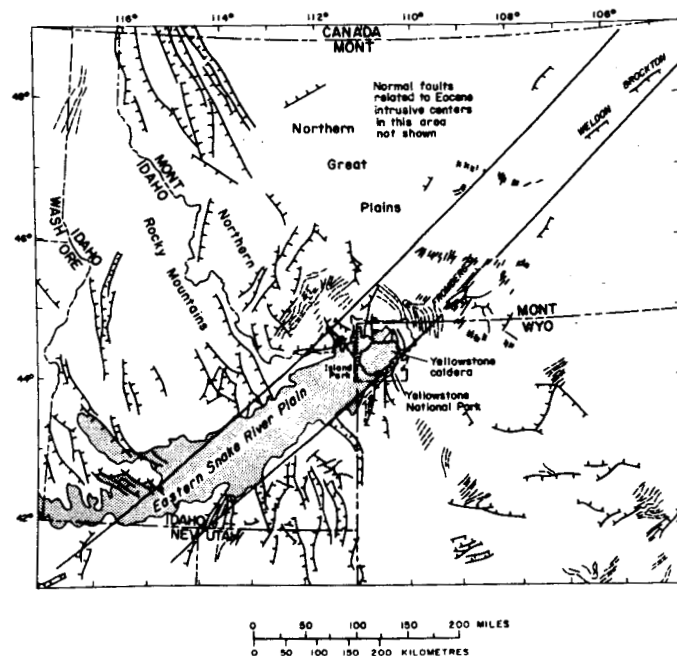 116° 114° 112° 110° 108° 106°
CANADA
MONT
48°
Normal faults
related to Eocene
intrusive centers
in this area
not shown
BROCKTON
WELDON
Northern
Great
Plains
MONT
IDAHO
Northern
Rocky
Mountains
IDAHO
WASH
ORE
46°
FROMBERG
MONT
WYO
44°
Island
Park
Yellowstone
caldera
Yellowstone
National Park
Eastern Snake River Plain
42°
IDAHO
NEV UTAH
0 50 100 150 200 MILES
0 50 100 150 200 KILOMETRES